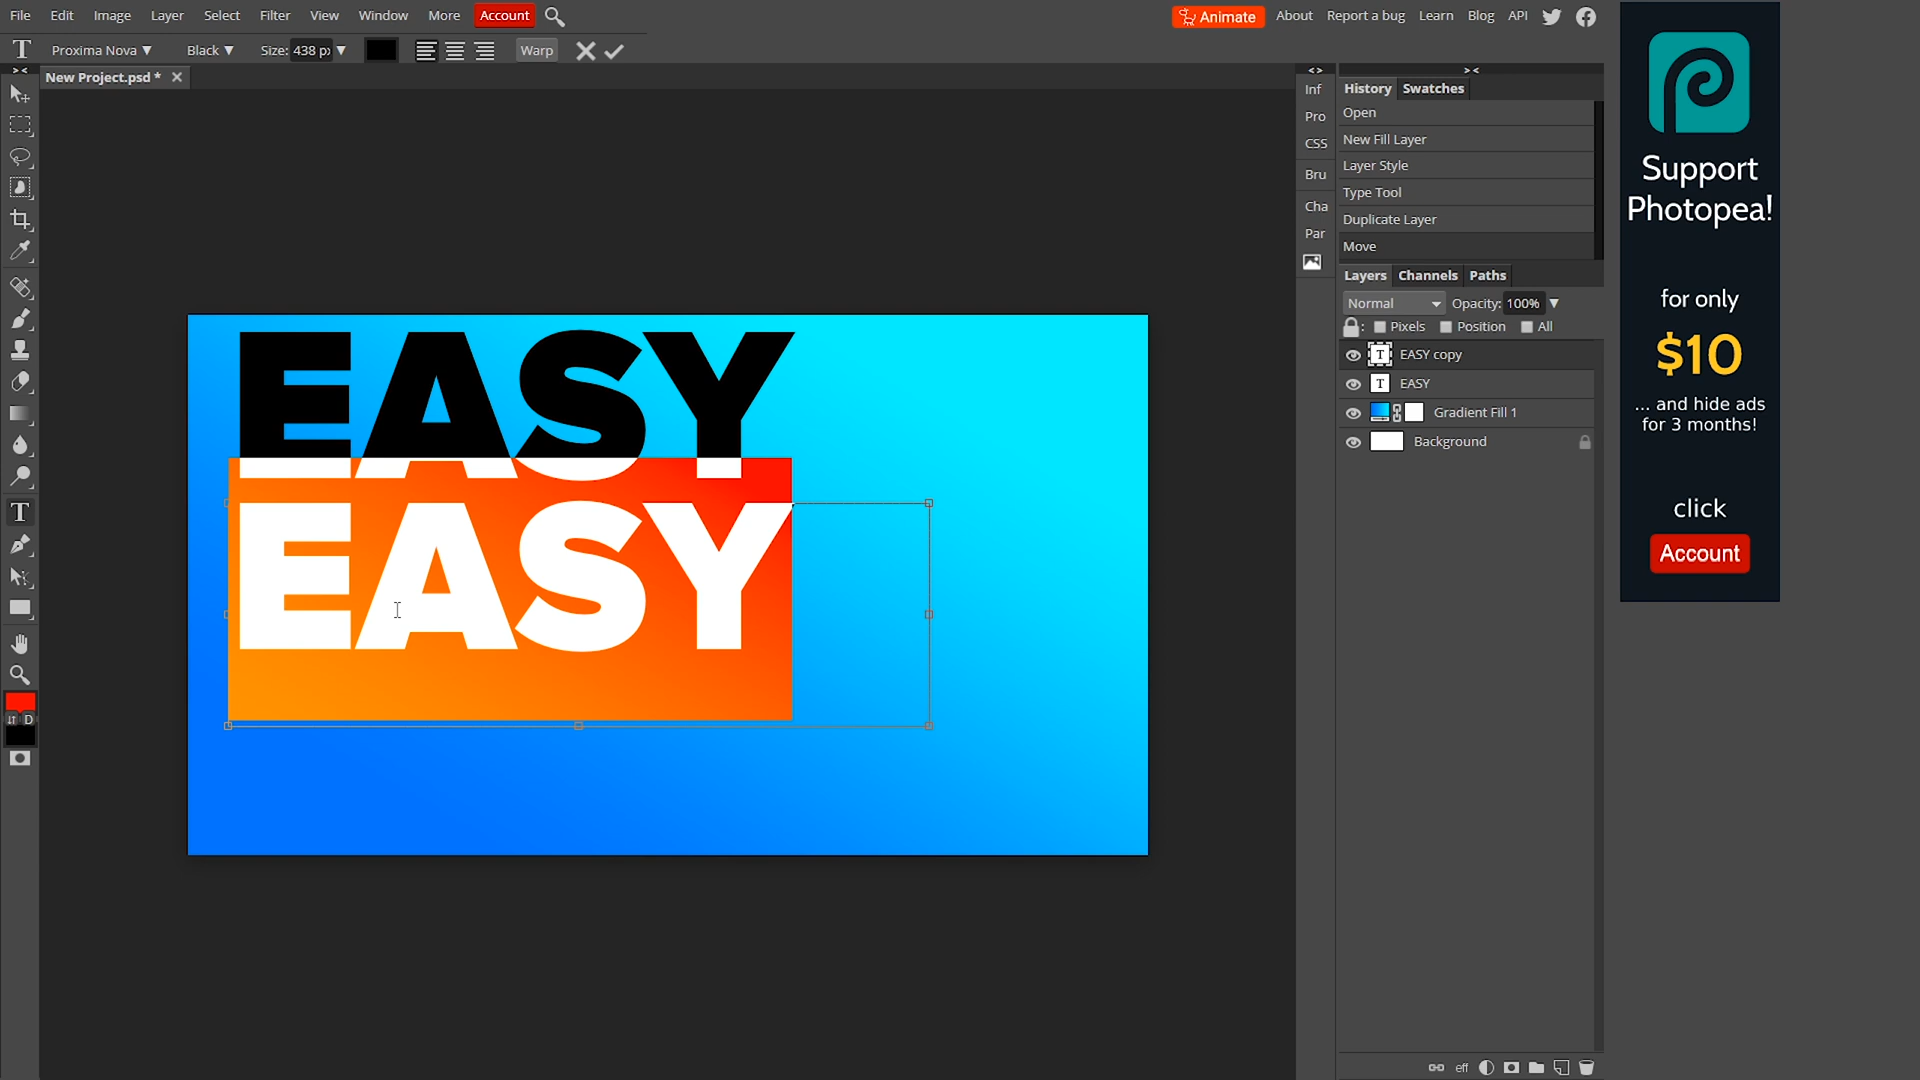 File Edit Image Layer Select Filter View Window More Account
Animate About Report a bug Learn Blog API
T Proxima Nova ▼ Black ▼ Size: 438 px ▼ Warp
New Project.psd *
EASY
EASY
T
D
Inf
Pro
CSS
Bru
Cha
Par
History Swatches
Open
New Fill Layer
Layer Style
Type Tool
Duplicate Layer
Move
Layers Channels Paths
Normal Opacity: 100% ▼
: Pixels Position All
T EASY copy
T EASY
Gradient Fill 1
Background
eff
Support
Photopea!
for only
$10
... and hide ads
for 3 months!
click
Account